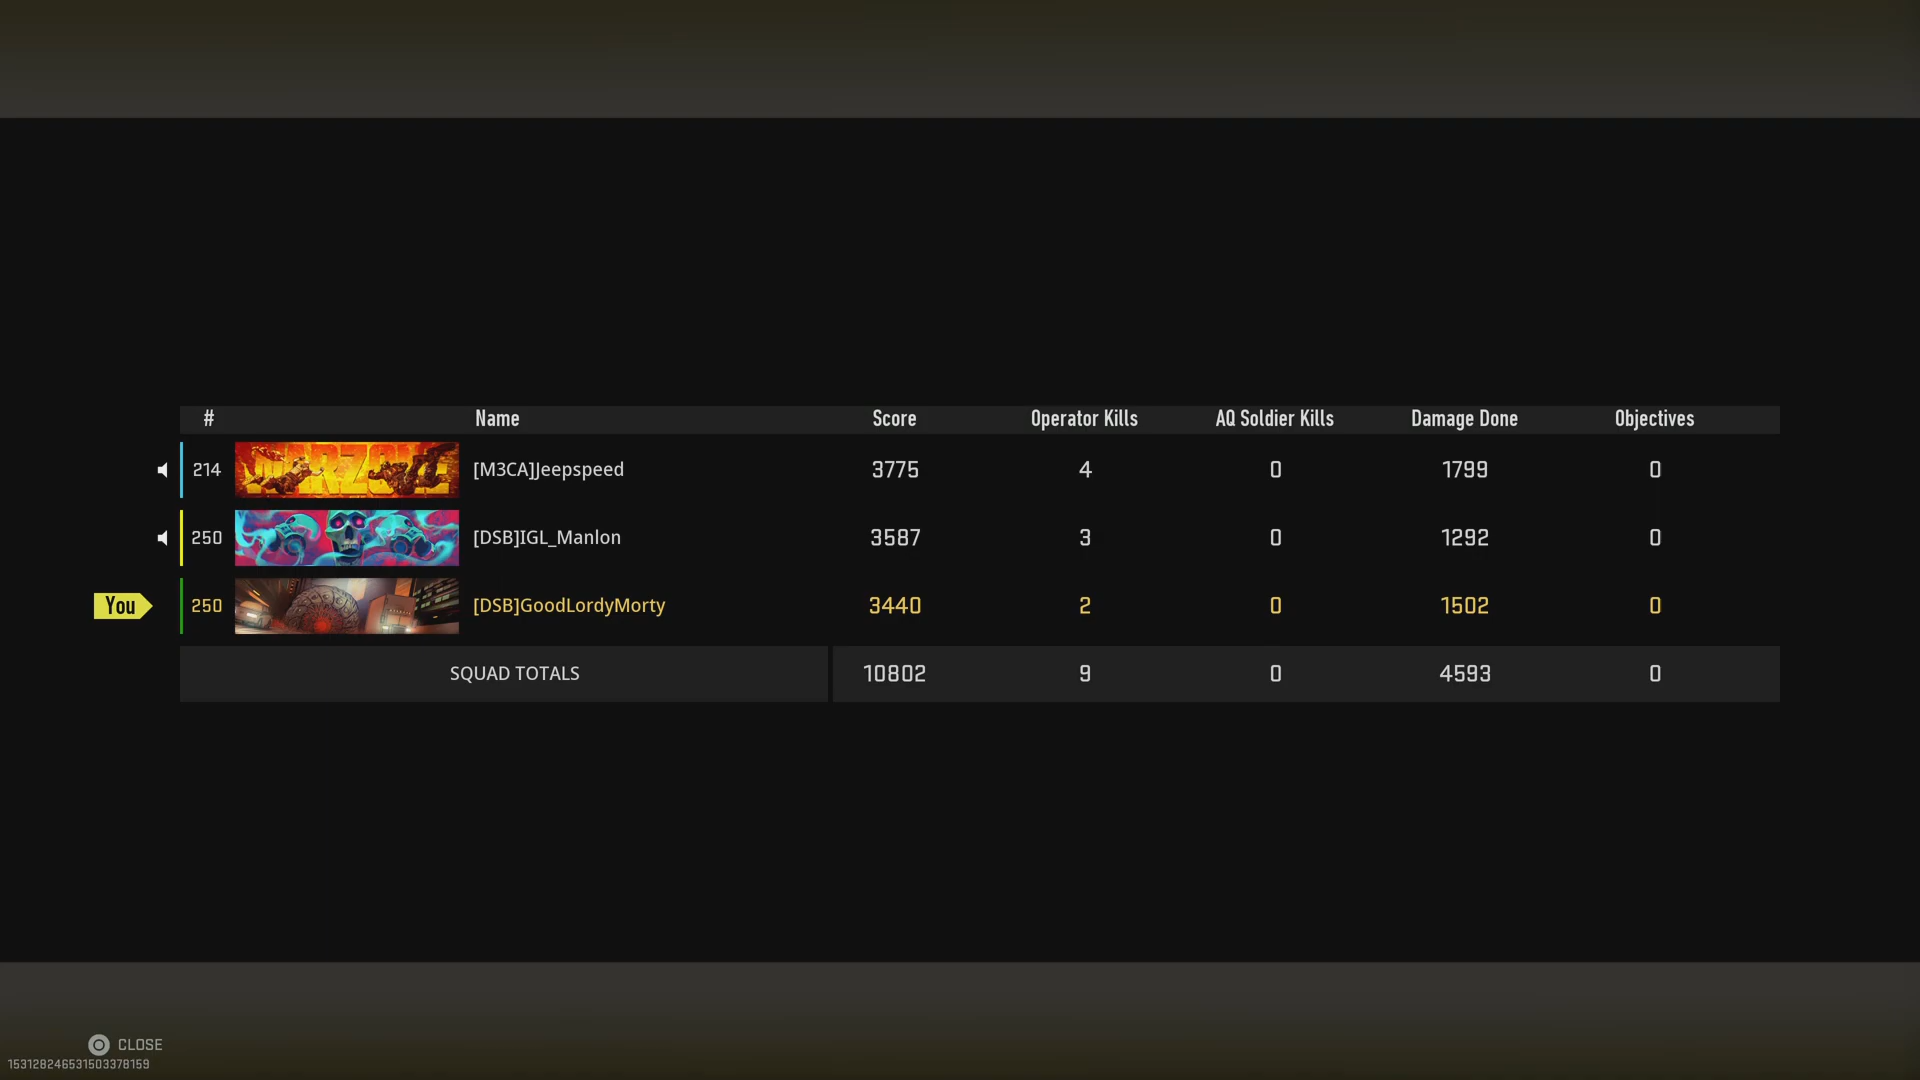 # Name Score Operator Kills AQ Soldier Kills Damage Done Objectives
214 WARZONE [M3CA]Jeepspeed 3775 4 0 1799 0
250 [DSB]IGL_Manlon 3587 3 0 1292 0
You 250 [DSB]GoodLordyMorty 3440 2 0 1502 0
SQUAD TOTALS 10802 9 0 4593 0
CLOSE
153128246531503378159